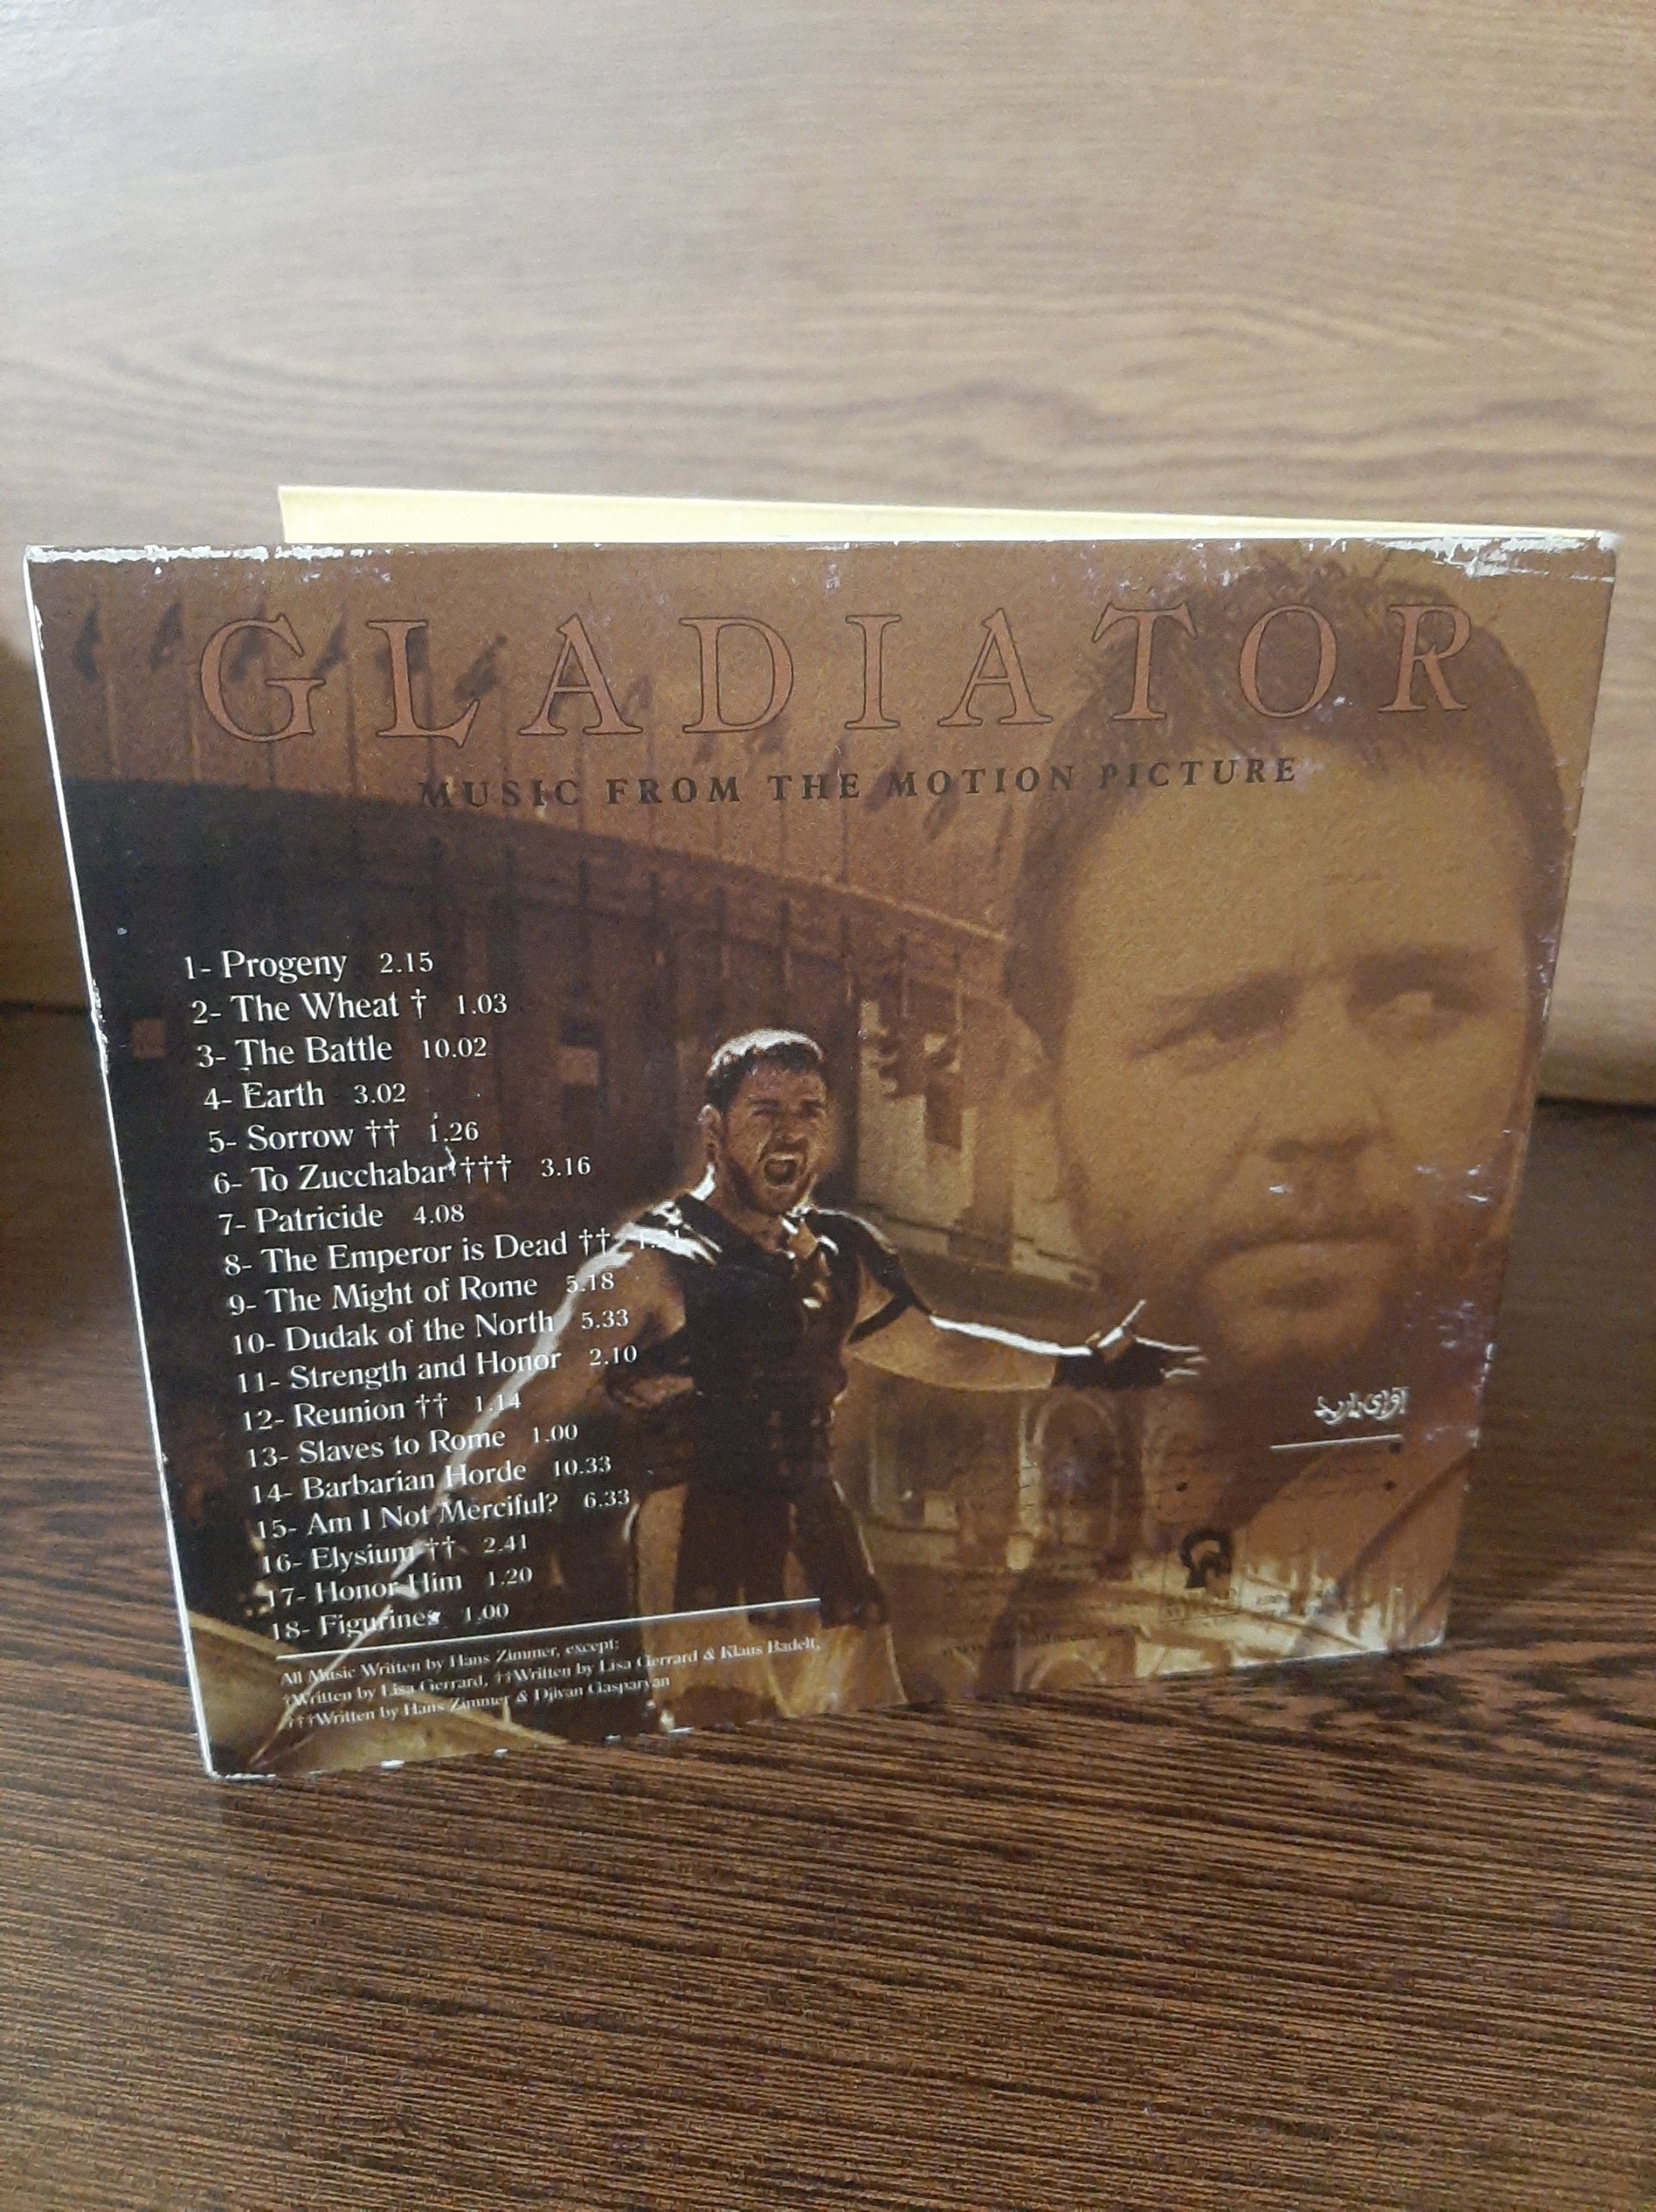 GLADIATOR
MUSIC FROM THE MOTION PICTURE
1- Progeny 2.15
2- The Wheat † 1.03
3- The Battle 10.02
4- Earth 3.02
5- Sorrow †† 1.26
6- To Zucchabar ††† 3.16
7- Patricide 4.08
8- The Emperor is Dead ††
9- The Might of Rome 5.18
10- Dudak of the North 5.33
11- Strength and Honor 2.10
12- Reunion †† 1.14
13- Slaves to Rome 1.00
14- Barbarian Horde 10.33
15- Am I Not Merciful? 6.33
16- Elysium †† 2.41
17- Honor Him 1.20
18- Figurines 1.00
All Music Written by Hans Zimmer, except:
†Written by Lisa Gerrard, ††Written by Lisa Gerrard & Klaus Badelt,
†††Written by Hans Zimmer & Djivan Gasparyan
آوای باربد